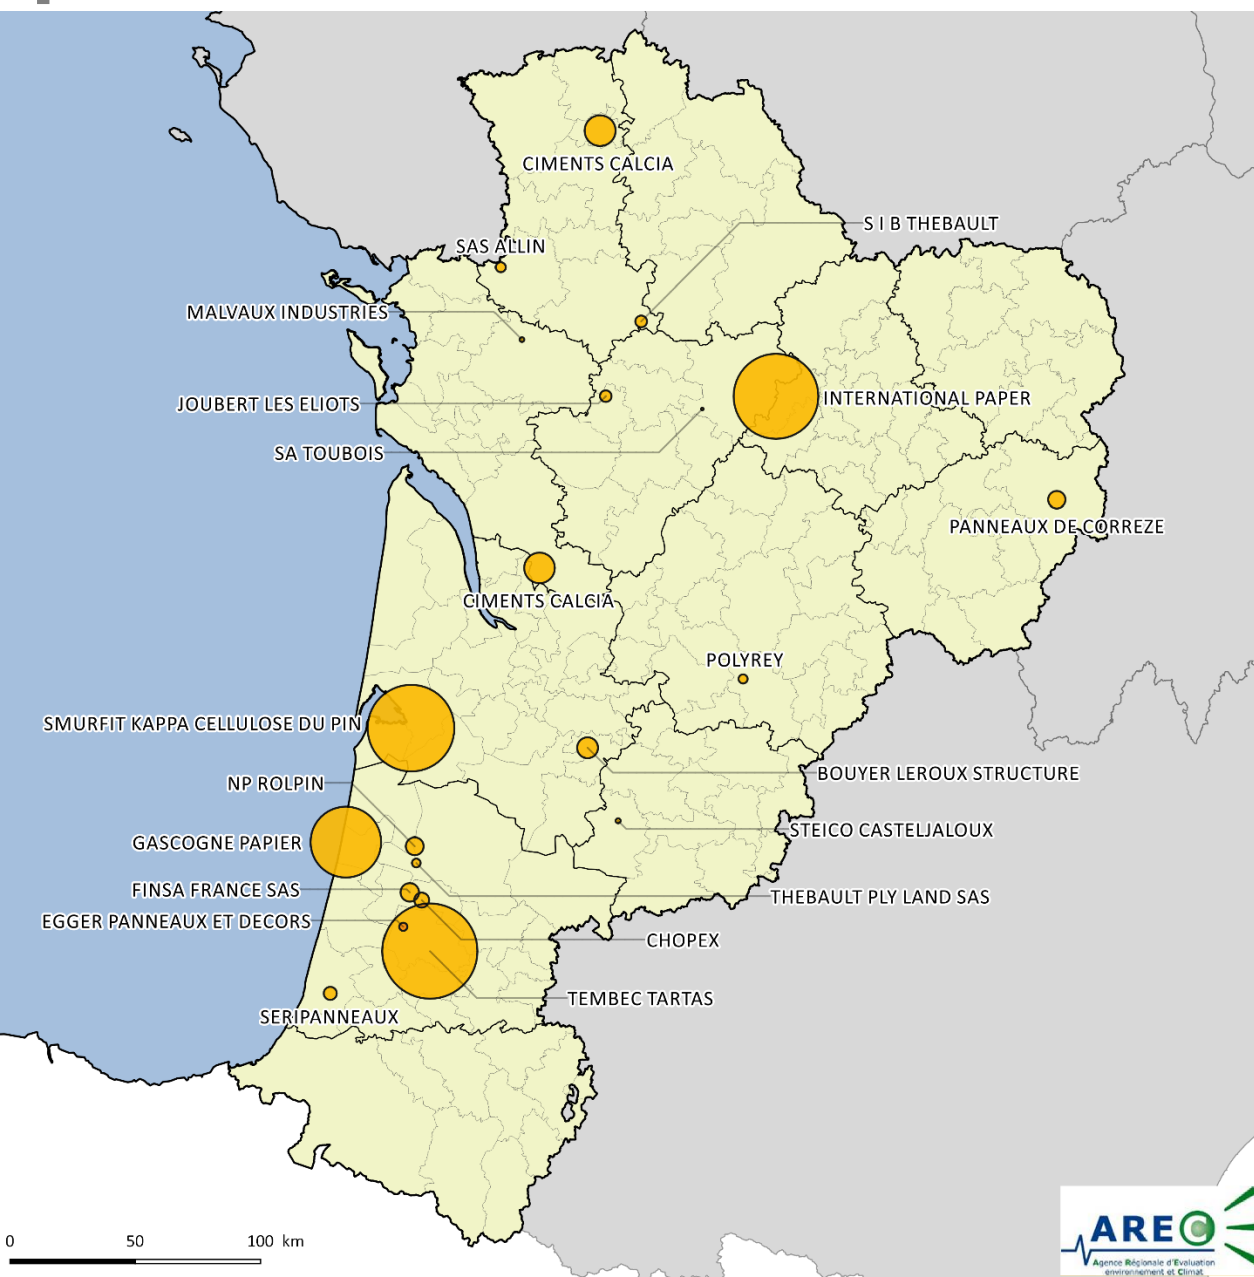 CIMENTS CALCIA
S I B THEBAULT
SAS ALLIN
MALVAUX INDUSTRIES
INTERNATIONAL PAPER
JOUBERT LES ELIOTS
SA TOUBOIS
PANNEAUX DE CORREZE
CIMENTS CALCIA
POLYREY
SMURFIT KAPPA CELLULOSE DU PIN
BOUYER LEROUX STRUCTURE
NP ROLPIN
STEICO CASTELJALOUX
GASCOGNE PAPIER
FINSA FRANCE SAS
THEBAULT PLY LAND SAS
EGGER PANNEAUX ET DECORS
CHOPEX
TEMBEC TARTAS
SERIPANNEAUX
0 50 100 km
AREC
Agence Régionale d'Evaluation
environnement et Climat